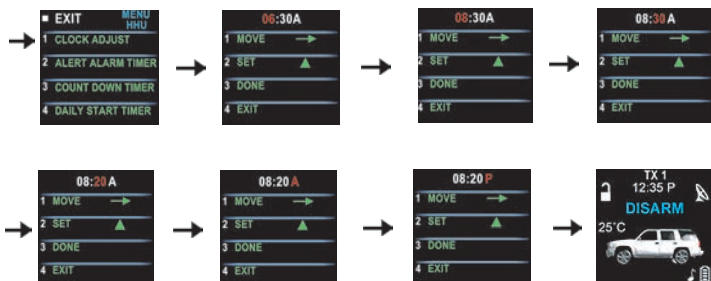 EXIT MENU
HHU
1 CLOCK ADJUST
2 ALERT ALARM TIMER
3 COUNT DOWN TIMER
4 DAILY START TIMER
06:30A
1 MOVE
2 SET
3 DONE
4 EXIT
08:30A
1 MOVE
2 SET
3 DONE
4 EXIT
08:30A
1 MOVE
2 SET
3 DONE
4 EXIT
08:20A
1 MOVE
2 SET
3 DONE
4 EXIT
08:20A
1 MOVE
2 SET
3 DONE
4 EXIT
08:20P
1 MOVE
2 SET
3 DONE
4 EXIT
TX 1
12:35 P
DISARM
25°C